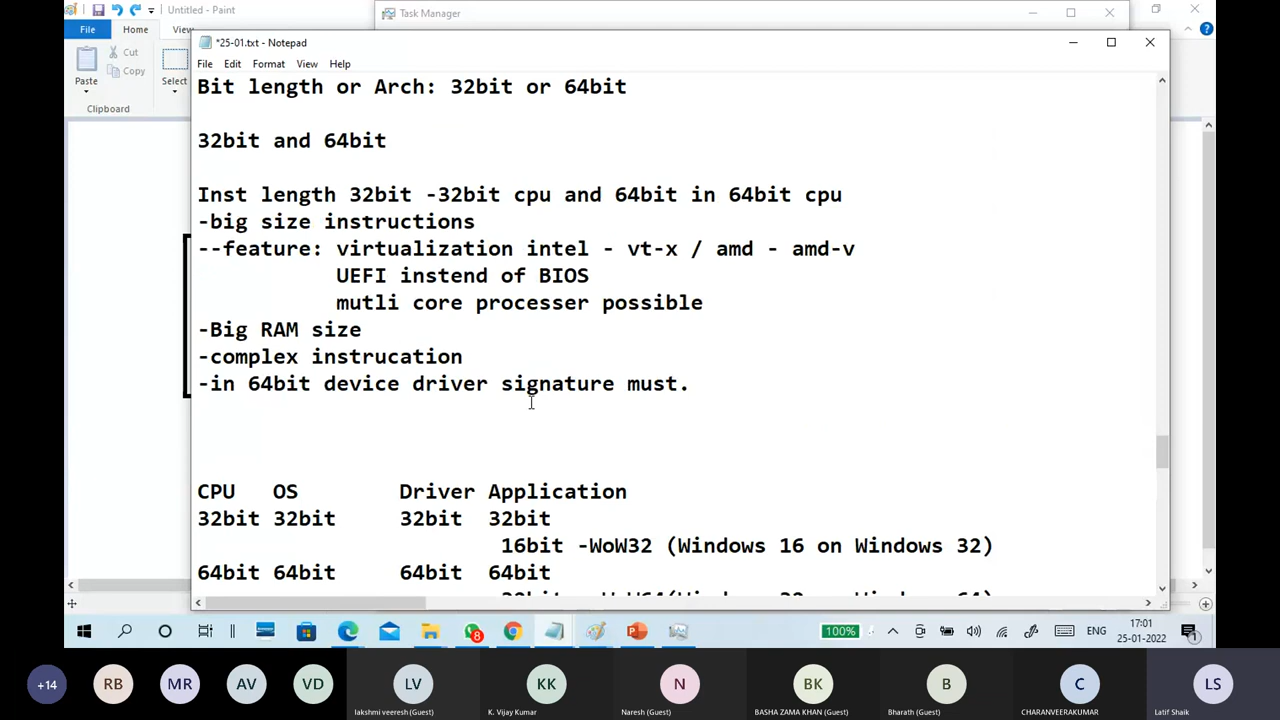 Untitled - Paint
Task Manager
File
Home
View
Paste
Cut
Copy
Select
Clipboard
*25-01.txt - Notepad
File Edit Format View Help
Bit length or Arch: 32bit or 64bit
32bit and 64bit
Inst length 32bit -32bit cpu and 64bit in 64bit cpu
-big size instructions
--feature: virtualization intel - vt-x / amd - amd-v
UEFI instend of BIOS
mutli core processer possible
-Big RAM size
-complex instrucation
-in 64bit device driver signature must.
CPU OS Driver Application
32bit 32bit 32bit 32bit
16bit -WoW32 (Windows 16 on Windows 32)
64bit 64bit 64bit 64bit
100%
ENG
17:01
25-01-2022
8
1
+14
RB
MR
AV
VD
LV
lakshmi veeresh (Guest)
KK
K. Vijay Kumar
N
Naresh (Guest)
BK
BASHA ZAMA KHAN (Guest)
B
Bharath (Guest)
C
CHARANVEERAKUMAR
LS
Latif Shaik